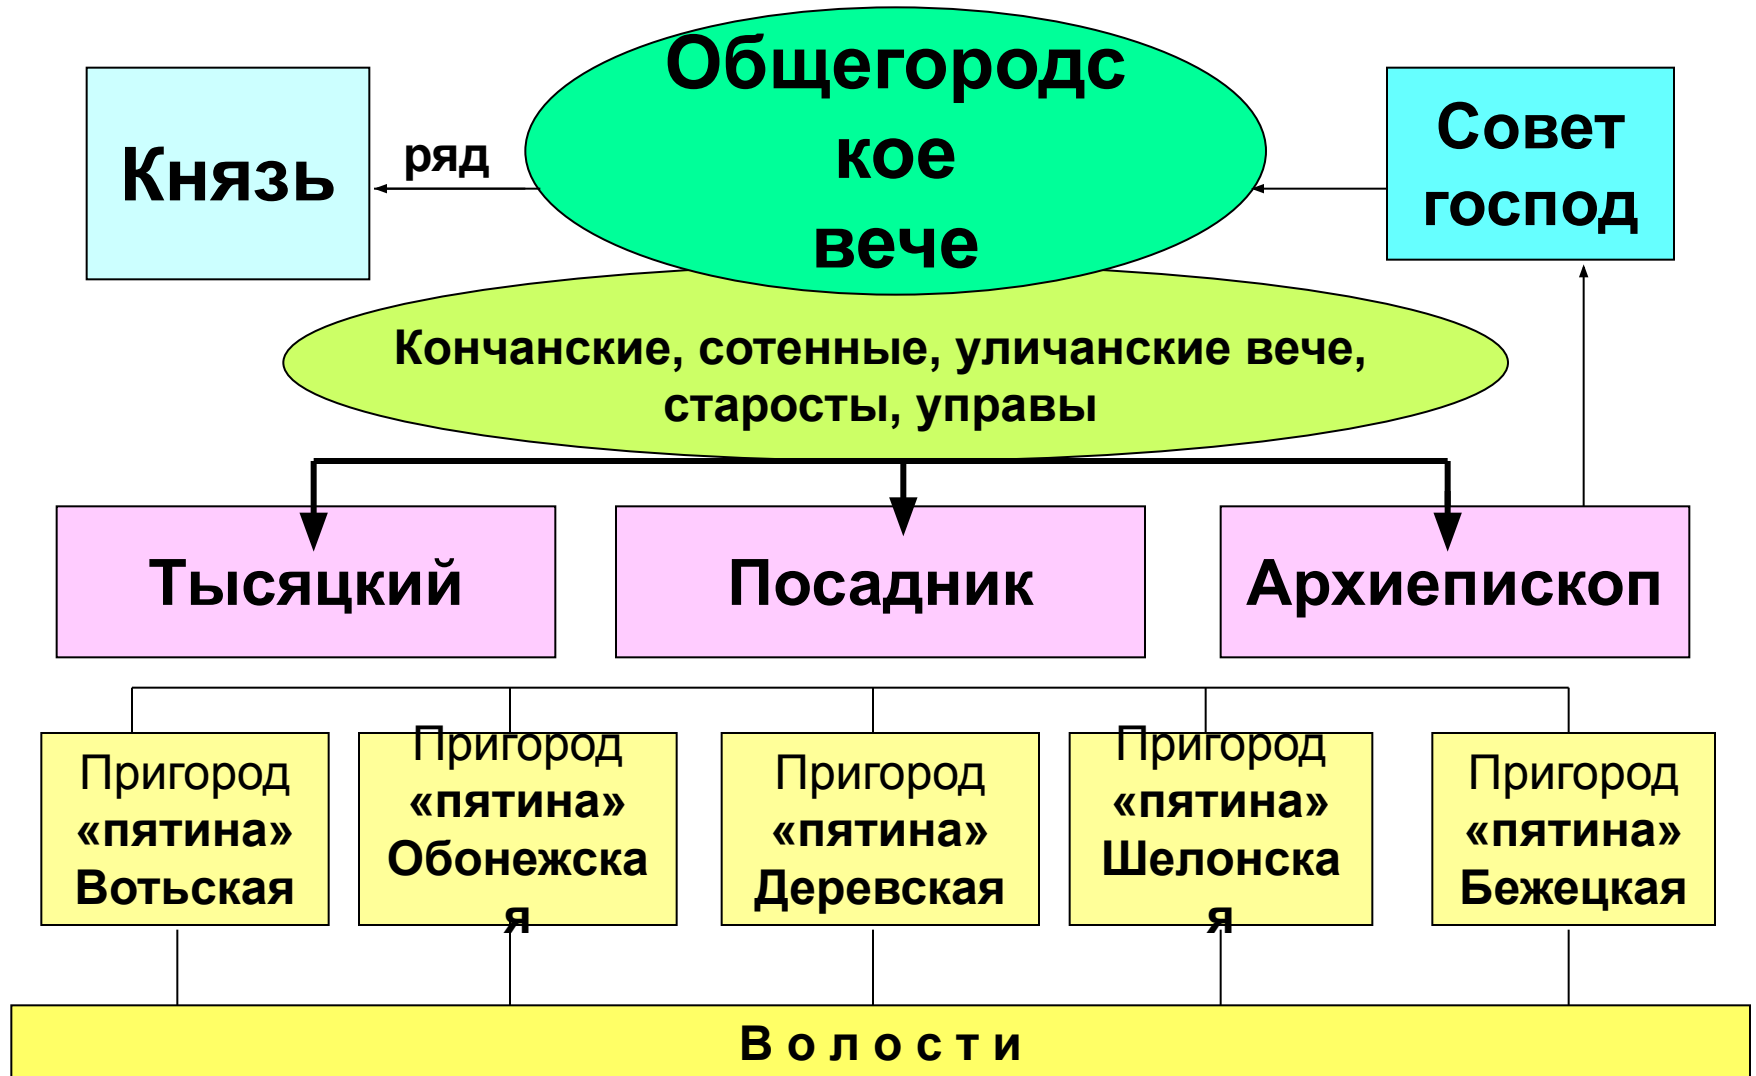 Общегородс
кое
вече
Князь
ряд
Совет
господ
Кончанские, сотенные, уличанские вече,
старосты, управы
Тысяцкий
Посадник
Архиепископ
Пригород
«пятина»
Вотьская
Пригород
«пятина»
Обонежска
я
Пригород
«пятина»
Деревская
Пригород
«пятина»
Шелонска
я
Пригород
«пятина»
Бежецкая
В о л о с т и